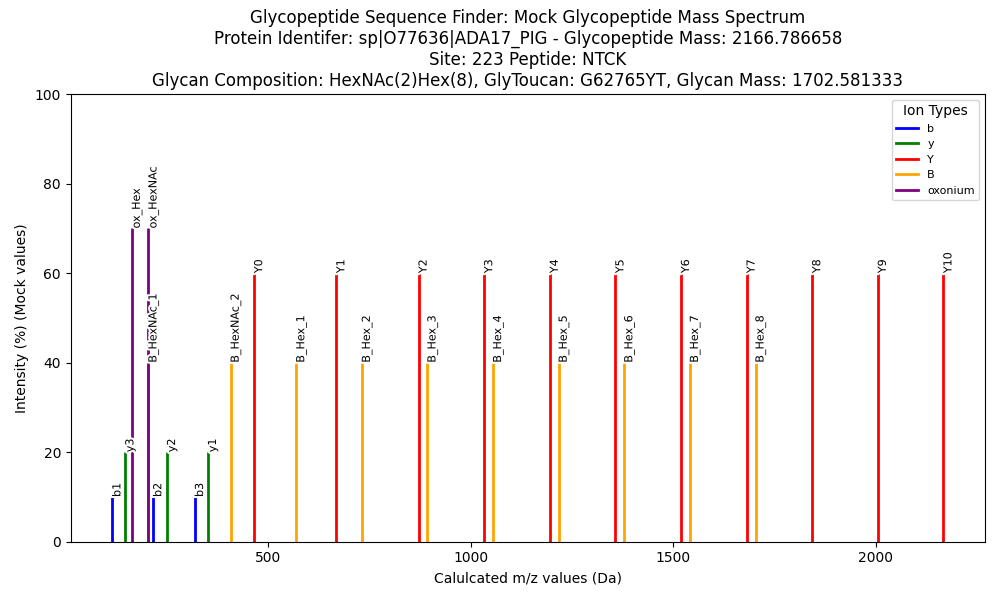 Glycopeptide Sequence Finder: Mock Glycopeptide Mass Spectrum
Protein Identifer: sp|O77636|ADA17_PIG - Glycopeptide Mass: 2166.786658
Site: 223 Peptide: NTCK
Glycan Composition: HexNAc(2)Hex(8), GlyToucan: G62765YT, Glycan Mass: 1702.581333
Intensity (%) (Mock values)
100
80
60
40
20
0
Ion Types
b
y
Y
B
oxonium
ox_Hex
ox_HexNAc
B_HexNAc_1
B_HexNAc_2
Y0
B_Hex_1
Y1
B_Hex_2
Y2
B_Hex_3
Y3
B_Hex_4
Y4
B_Hex_5
Y5
B_Hex_6
Y6
B_Hex_7
Y7
B_Hex_8
Y8
Y9
Y10
b1
y3
b2
y2
b3
y1
500
1000
1500
2000
Calulcated m/z values (Da)